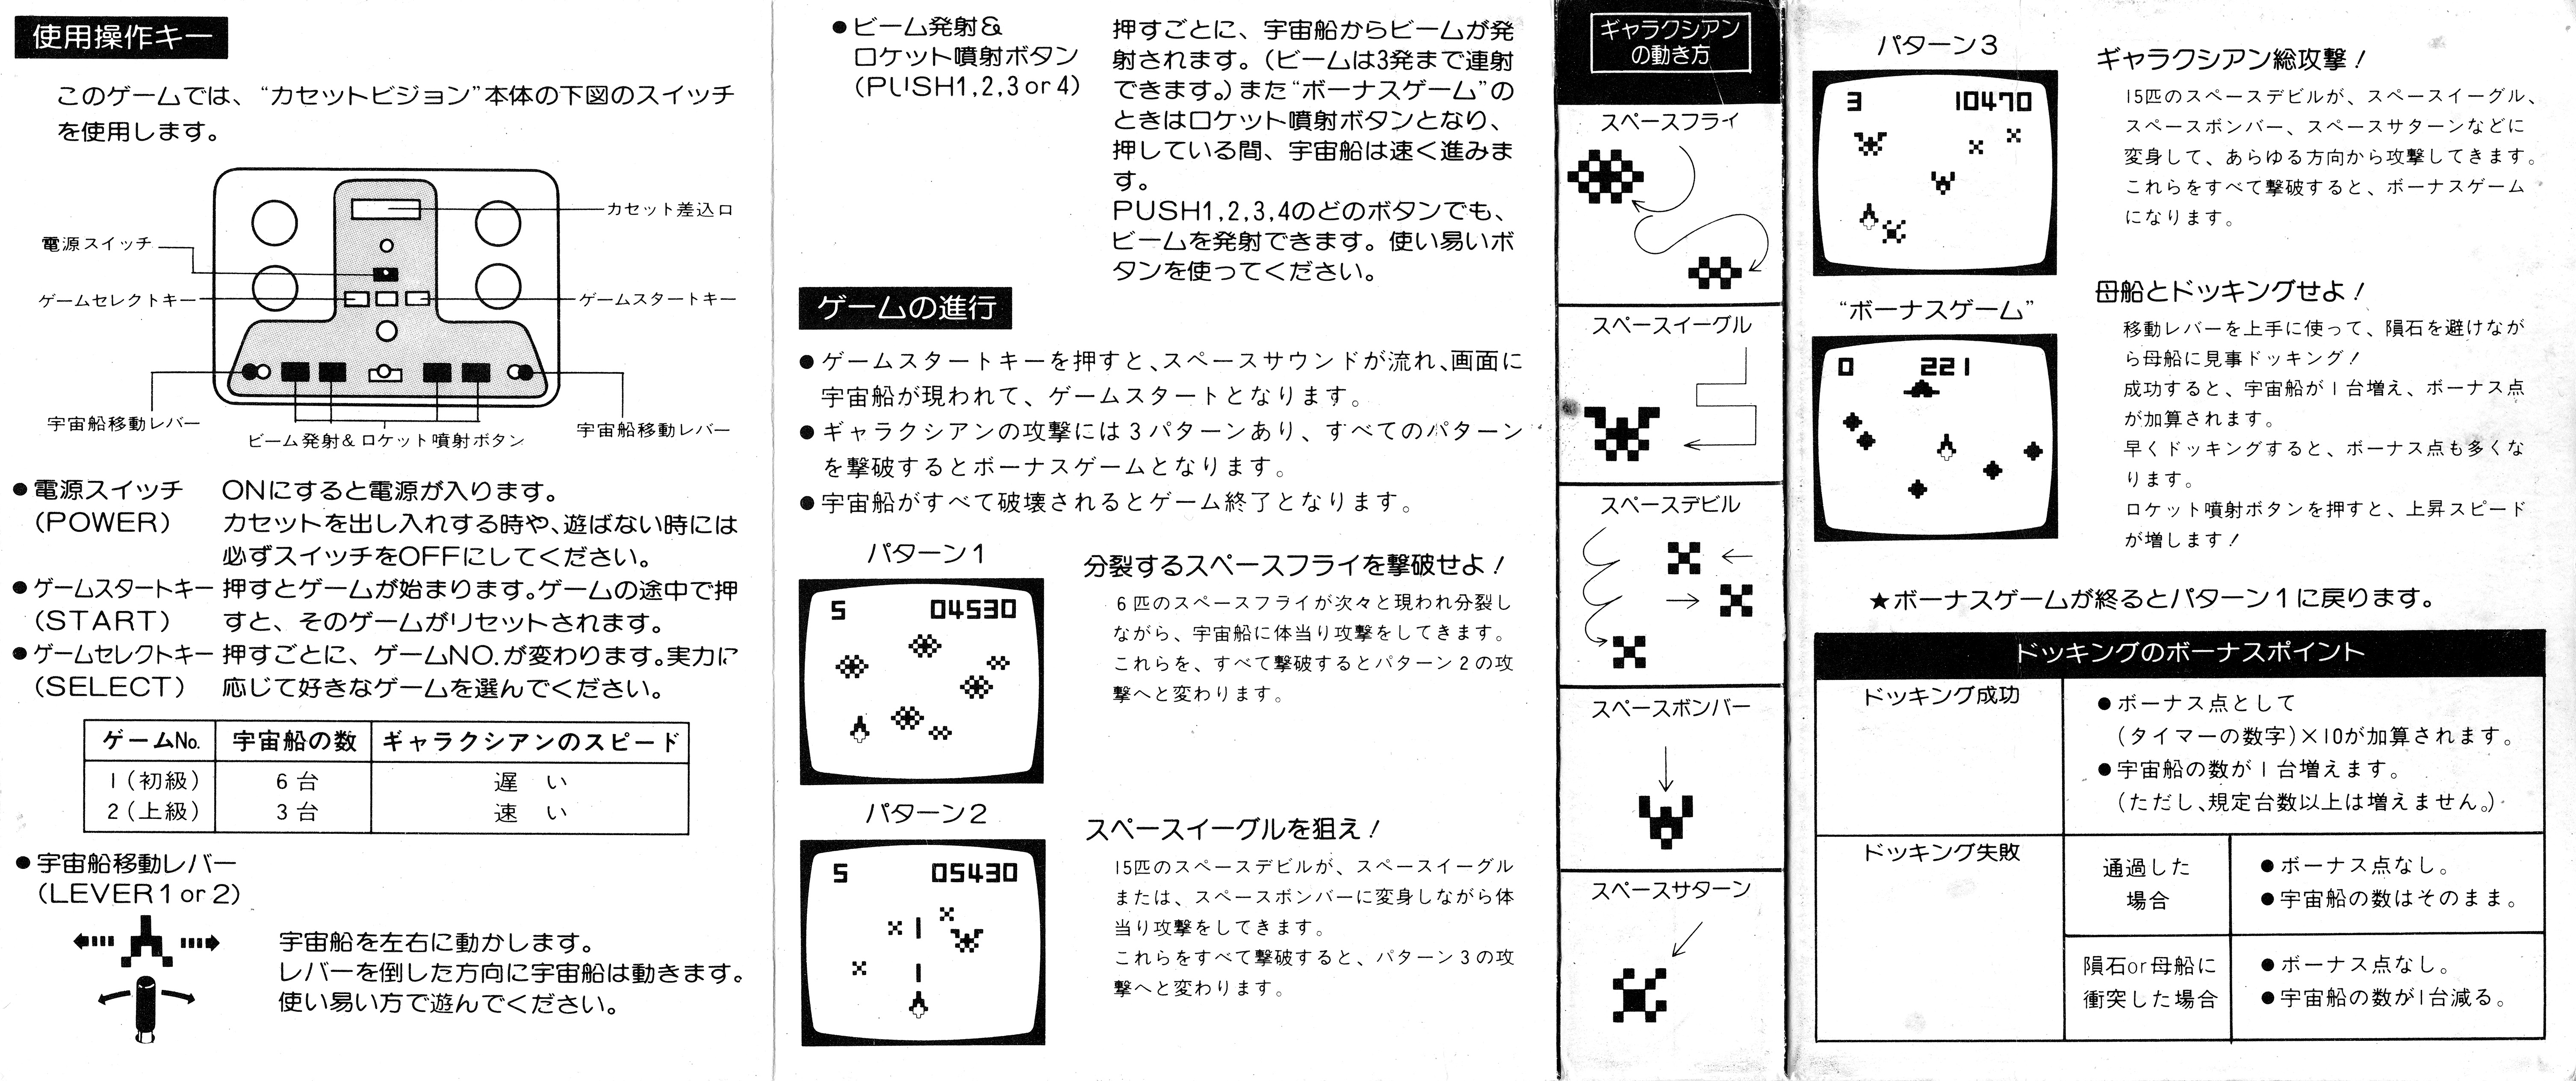 使用操作キー
このゲームでは、“カセットビジョン”本体の下図のスイッチ
を使用します。
カセット差込口
電源スイッチ
ゲームセレクトキー
ゲームスタートキー
宇宙船移動レバー
ビーム発射&ロケット噴射ボタン
宇宙船移動レバー
●電源スイッチ ONにすると電源が入ります。
(POWER) カセットを出し入れする時や、遊ばない時には
必ずスイッチをOFFにしてください。
●ゲームスタートキー 押すとゲームが始まります。ゲームの途中で押
(START) すと、そのゲームがリセットされます。
●ゲームセレクトキー 押すごとに、ゲームNO.が変わります。実力に
(SELECT) 応じて好きなゲームを選んでください。
ゲームNo. 宇宙船の数 ギャラクシアンのスピード
1(初級) 6台 遅い
2(上級) 3台 速い
●宇宙船移動レバー
(LEVER1 or 2)
宇宙船を左右に動かします。
レバーを倒した方向に宇宙船は動きます。
使い易い方で遊んでください。
●ビーム発射&
ロケット噴射ボタン
(PUSH1,2,3 or 4)
押すごとに、宇宙船からビームが発
射されます。(ビームは3発まで連射
できます。)また“ボーナスゲーム”の
ときはロケット噴射ボタンとなり、
押している間、宇宙船は速く進みま
す。
PUSH1,2,3,4のどのボタンでも、
ビームを発射できます。使い易いボ
タンを使ってください。
ゲームの進行
●ゲームスタートキーを押すと、スペースサウンドが流れ、画面に
宇宙船が現われて、ゲームスタートとなります。
●ギャラクシアンの攻撃には3パターンあり、すべてのパターン
を撃破するとボーナスゲームとなります。
●宇宙船がすべて破壊されるとゲーム終了となります。
パターン1
5 04530
分裂するスペースフライを撃破せよ!
6匹のスペースフライが次々と現われ分裂し
ながら、宇宙船に体当り攻撃をしてきます。
これらを、すべて撃破するとパターン2の攻
撃へと変わります。
パターン2
5 05430
スペースイーグルを狙え!
15匹のスペースデビルが、スペースイーグル
または、スペースボンバーに変身しながら体
当り攻撃をしてきます。
これらをすべて撃破すると、パターン3の攻
撃へと変わります。
ギャラクシアン
の動き方
スペースフライ
スペースイーグル
スペースデビル
スペースボンバー
スペースサターン
パターン3
3 10470
ギャラクシアン総攻撃!
15匹のスペースデビルが、スペースイーグル、
スペースボンバー、スペースサターンなどに
変身して、あらゆる方向から攻撃してきます。
これらをすべて撃破すると、ボーナスゲーム
になります。
“ボーナスゲーム”
0 221
母船とドッキングせよ!
移動レバーを上手に使って、隕石を避けなが
ら母船に見事ドッキング!
成功すると、宇宙船が1台増え、ボーナス点
が加算されます。
早くドッキングすると、ボーナス点も多くな
ります。
ロケット噴射ボタンを押すと、上昇スピード
が増します!
★ボーナスゲームが終るとパターン1に戻ります。
ドッキングのボーナスポイント
ドッキング成功
●ボーナス点として
(タイマーの数字)×10が加算されます。
●宇宙船の数が1台増えます。
(ただし、規定台数以上は増えません。)
ドッキング失敗
通過した
場合
●ボーナス点なし。
●宇宙船の数はそのまま。
隕石or母船に
衝突した場合
●ボーナス点なし。
●宇宙船の数が1台減る。